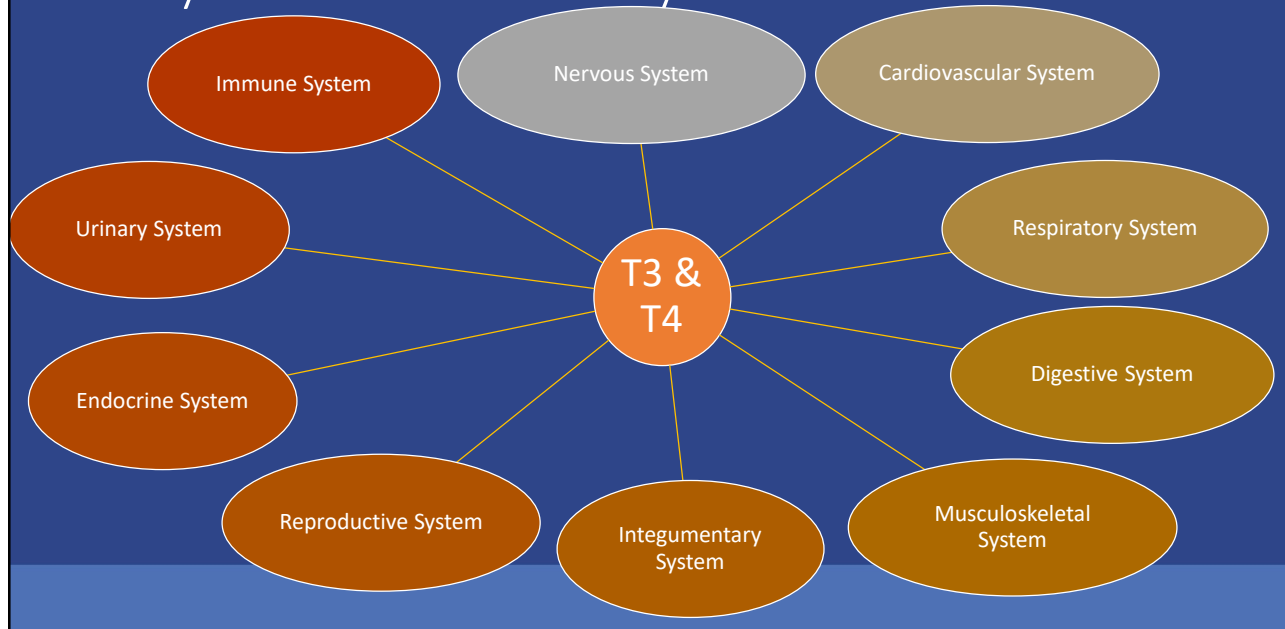 Immune System
Nervous System
Cardiovascular System
Urinary System
Respiratory System
T3 &
T4
Endocrine System
Digestive System
Reproductive System
Integumentary
System
Musculoskeletal
System